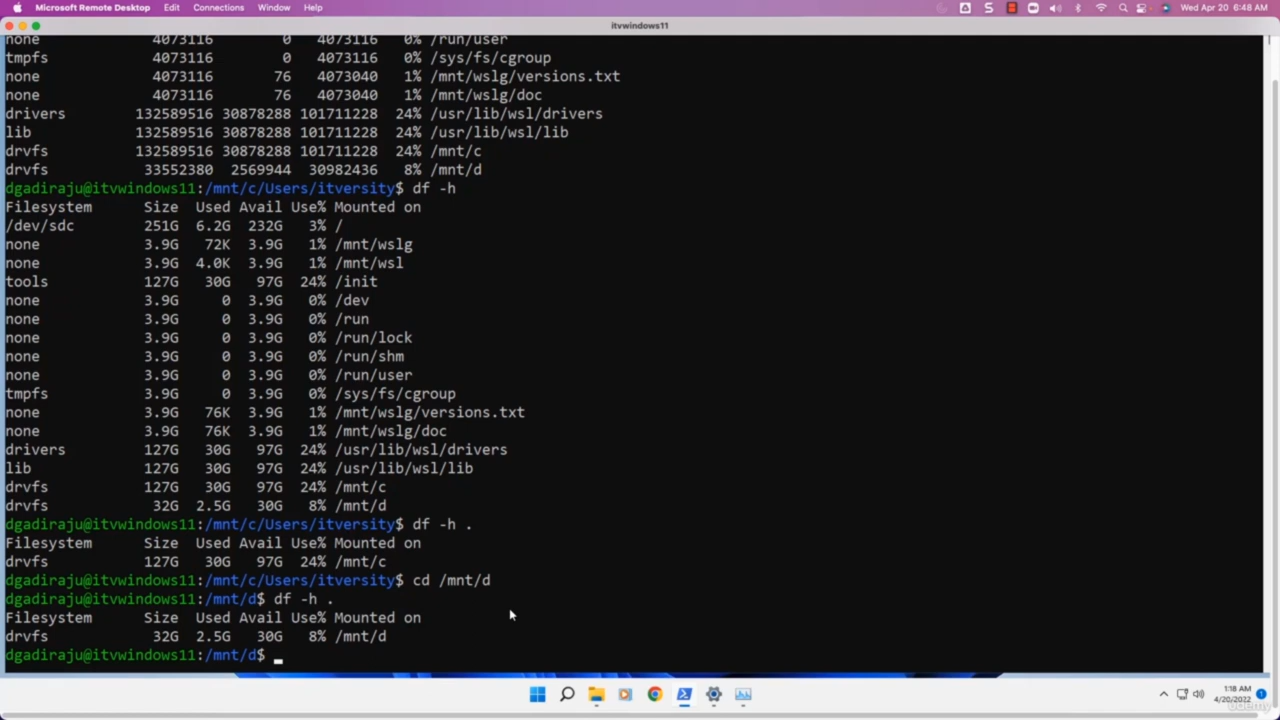 Microsoft Remote Desktop Edit Connections Window Help Wed Apr 20 6:48 AM
itvwindows11
none 4073116 0 4073116 0% /run/user
tmpfs 4073116 0 4073116 0% /sys/fs/cgroup
none 4073116 76 4073040 1% /mnt/wslg/versions.txt
none 4073116 76 4073040 1% /mnt/wslg/doc
drivers 132589516 30878288 101711228 24% /usr/lib/wsl/drivers
lib 132589516 30878288 101711228 24% /usr/lib/wsl/lib
drvfs 132589516 30878288 101711228 24% /mnt/c
drvfs 33552380 2569944 30982436 8% /mnt/d
dgadiraju@itvwindows11:/mnt/c/Users/itversity$ df -h
Filesystem Size Used Avail Use% Mounted on
/dev/sdc 251G 6.2G 232G 3% /
none 3.9G 72K 3.9G 1% /mnt/wslg
none 3.9G 4.0K 3.9G 1% /mnt/wsl
tools 127G 30G 97G 24% /init
none 3.9G 0 3.9G 0% /dev
none 3.9G 0 3.9G 0% /run
none 3.9G 0 3.9G 0% /run/lock
none 3.9G 0 3.9G 0% /run/shm
none 3.9G 0 3.9G 0% /run/user
tmpfs 3.9G 0 3.9G 0% /sys/fs/cgroup
none 3.9G 76K 3.9G 1% /mnt/wslg/versions.txt
none 3.9G 76K 3.9G 1% /mnt/wslg/doc
drivers 127G 30G 97G 24% /usr/lib/wsl/drivers
lib 127G 30G 97G 24% /usr/lib/wsl/lib
drvfs 127G 30G 97G 24% /mnt/c
drvfs 32G 2.5G 30G 8% /mnt/d
dgadiraju@itvwindows11:/mnt/c/Users/itversity$ df -h .
Filesystem Size Used Avail Use% Mounted on
drvfs 127G 30G 97G 24% /mnt/c
dgadiraju@itvwindows11:/mnt/c/Users/itversity$ cd /mnt/d
dgadiraju@itvwindows11:/mnt/d$ df -h .
Filesystem Size Used Avail Use% Mounted on
drvfs 32G 2.5G 30G 8% /mnt/d
dgadiraju@itvwindows11:/mnt/d$
1:18 AM
4/20/2022
udemy